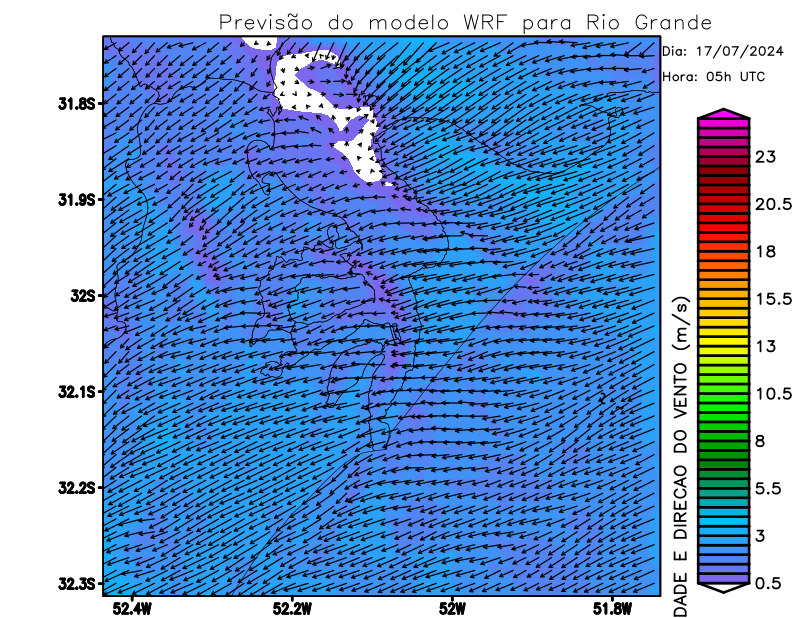 Previsão do modelo WRF para Rio Grande
Dia: 17/07/2024
Hora: 05h UTC
31.8S
31.9S
32S
32.1S
32.2S
32.3S
52.4W
52.2W
52W
51.8W
23
20.5
18
15.5
13
10.5
8
5.5
3
0.5
DADE E DIRECAO DO VENTO (m/s)